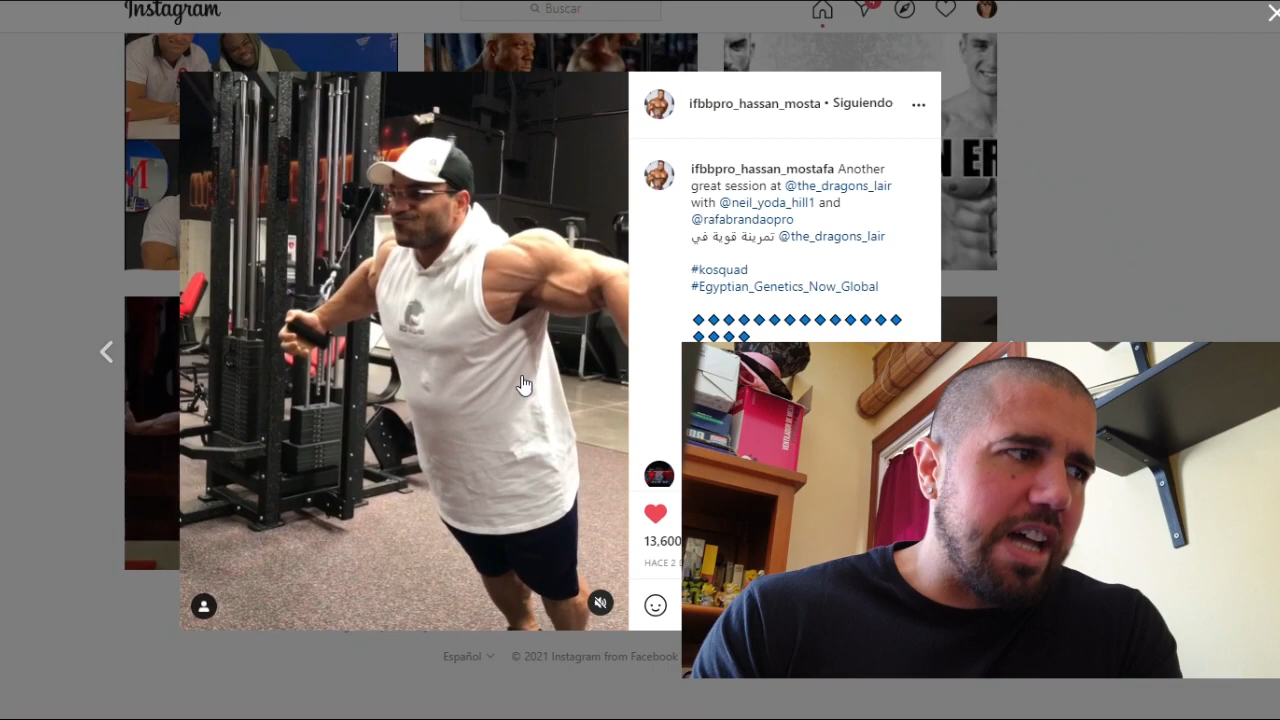 Instagram
Buscar
ifbbpro_hassan_mosta • Siguiendo
ifbbpro_hassan_mostafa Another
great session at @the_dragons_lair
with @neil_yoda_hill1 and
@rafabrandaopro
تمرينة قوية في @the_dragons_lair
#kosquad
#Egyptian_Genetics_Now_Global
13,600
HACE 2
Español
© 2021 Instagram from Facebook